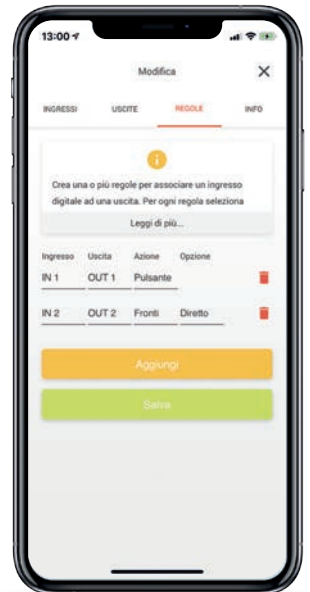 13:00
Modifica
INGRESSI USCITE REGOLE INFO
Crea una o più regole per associare un ingresso
digitale ad una uscita. Per ogni regola seleziona
Leggi di più...
Ingresso Uscita Azione Opzione
IN 1 OUT 1 Pulsante
IN 2 OUT 2 Fronti Diretto
Aggiungi
Salva